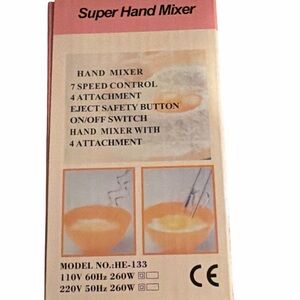 Super Hand Mixer
HAND MIXER
7 SPEED CONTROL
4 ATTACHMENT
EJECT SAFETY BUTTON
ON/OFF SWITCH
HAND MIXER WITH
4 ATTACHMENT
MODEL NO.:HE-133
110V 60Hz 260W
220V 50Hz 260W
CE